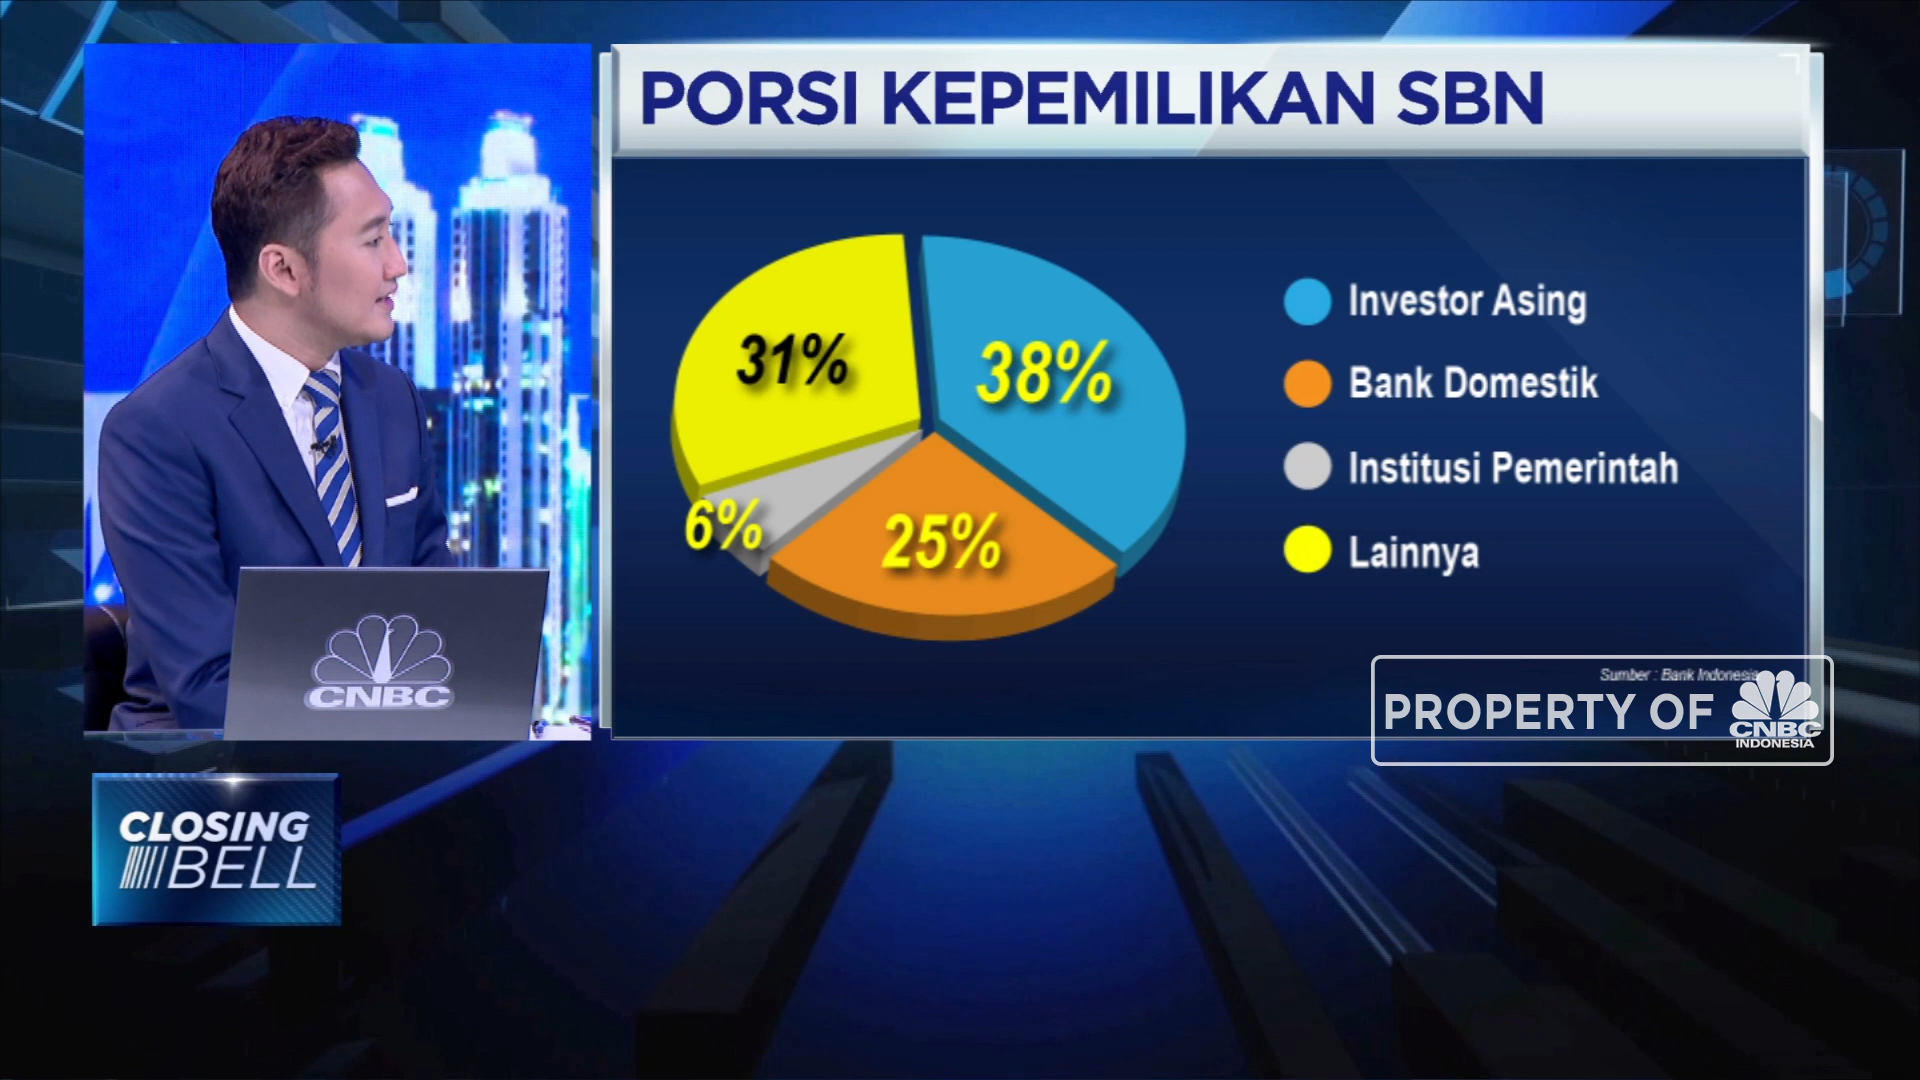 PORSI KEPEMILIKAN SBN
31%
38%
6%
25%
Investor Asing
Bank Domestik
Institusi Pemerintah
Lainnya
Sumber : Bank Indonesia
PROPERTY OF CNBC INDONESIA
CNBC
CLOSING
BELL